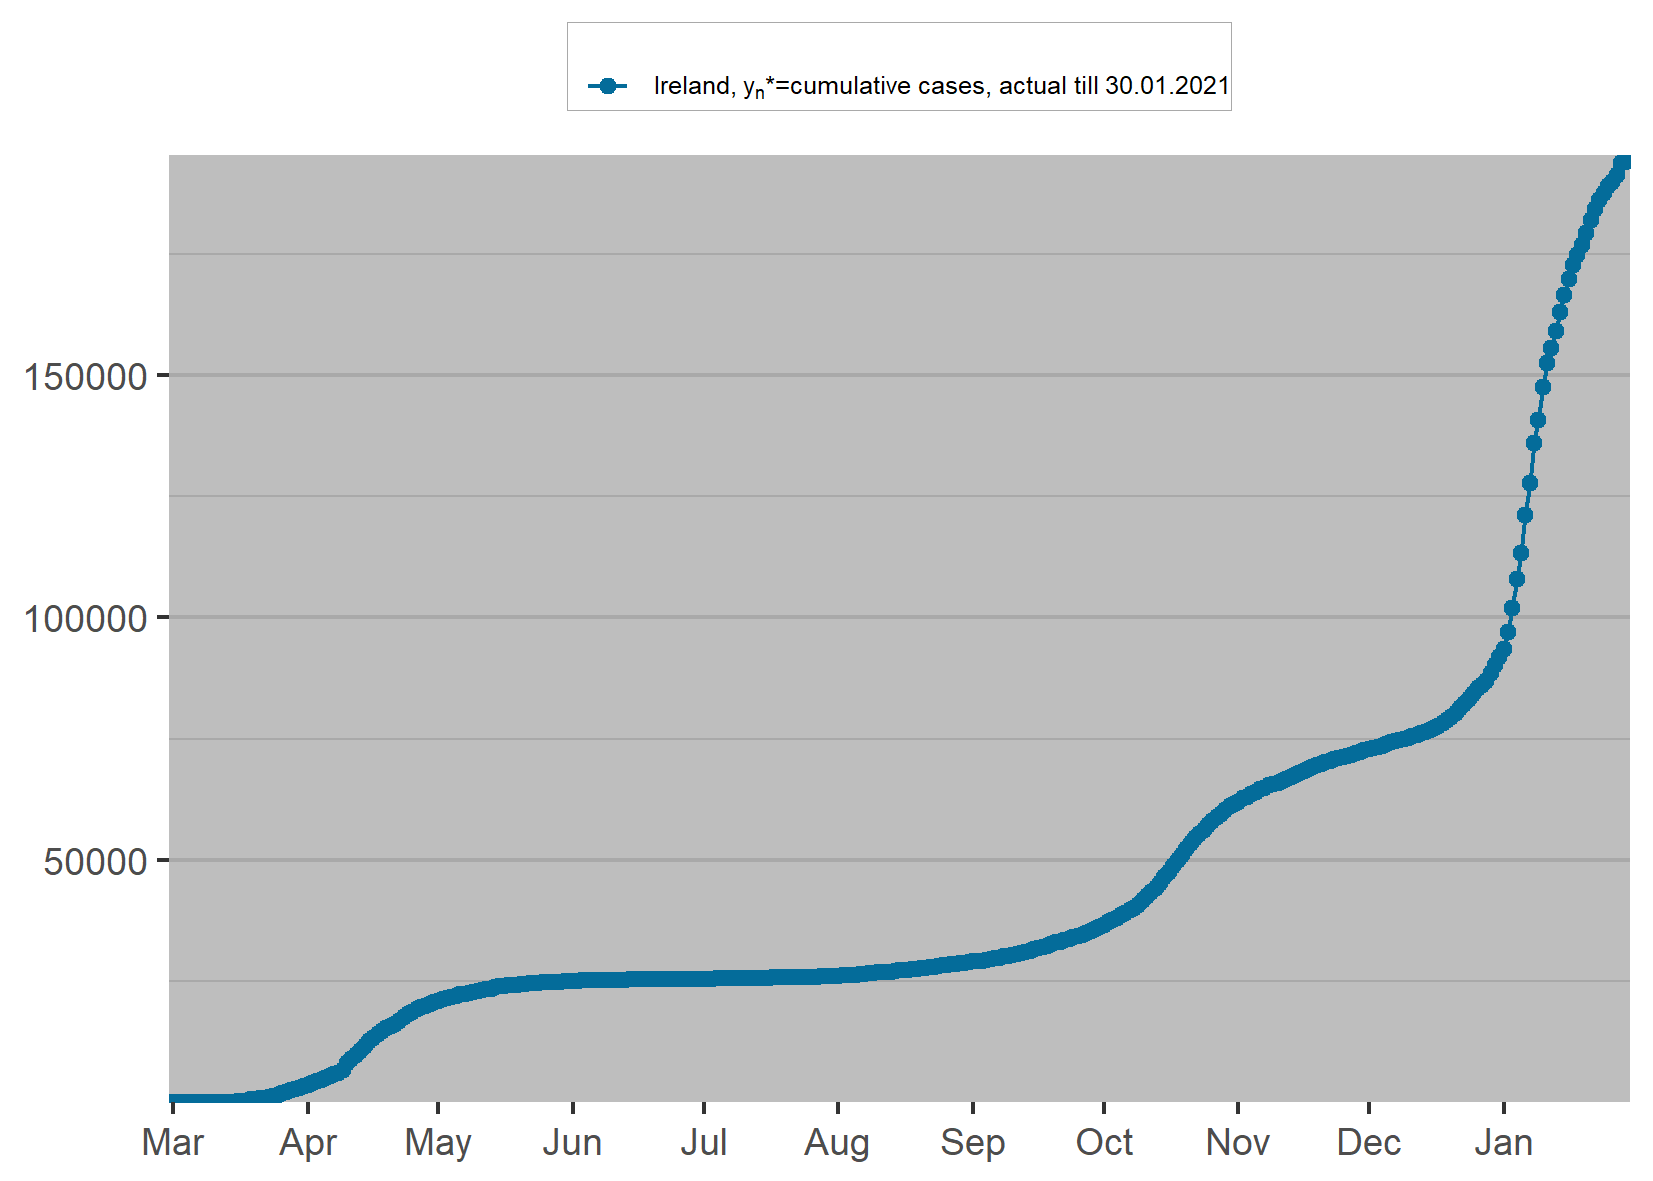 Ireland, yn*=cumulative cases, actual till 30.01.2021
150000
100000
50000
Mar Apr May Jun Jul Aug Sep Oct Nov Dec Jan